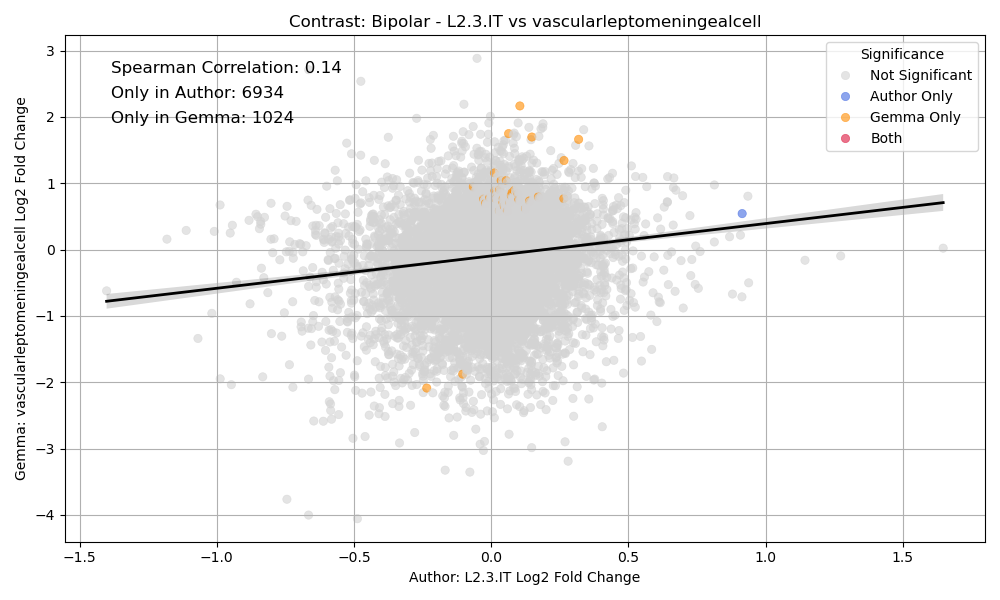 Contrast: Bipolar - L2.3.IT vs vascularleptomeningealcell
Spearman Correlation: 0.14
Only in Author: 6934
Only in Gemma: 1024
Significance
Not Significant
Author Only
Gemma Only
Both
Gemma: vascularleptomeningealcell Log2 Fold Change
3
2
1
0
−1
−2
−3
−4
−1.5
−1.0
−0.5
0.0
0.5
1.0
1.5
Author: L2.3.IT Log2 Fold Change